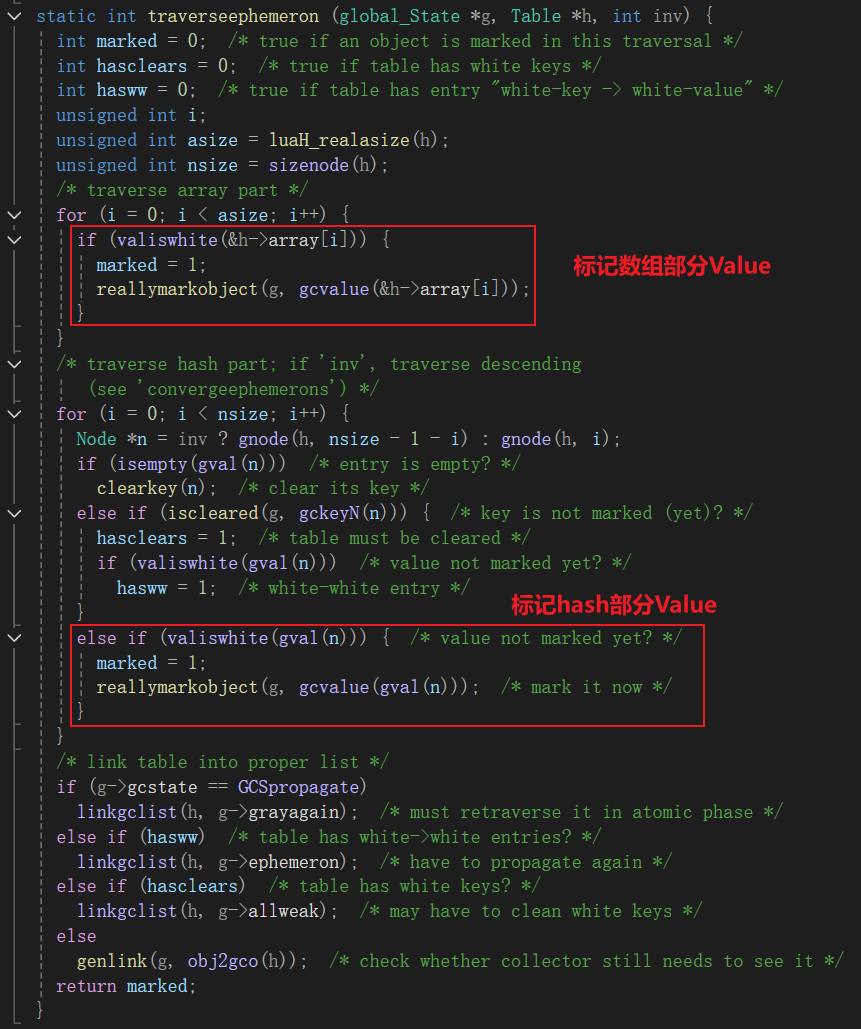 static int traverseephemeron (global_State *g, Table *h, int inv) {
  int marked = 0;  /* true if an object is marked in this traversal */
  int hasclears = 0;  /* true if table has white keys */
  int hasww = 0;  /* true if table has entry "white-key -> white-value" */
  unsigned int i;
  unsigned int asize = luaH_realasize(h);
  unsigned int nsize = sizenode(h);
  /* traverse array part */
  for (i = 0; i < asize; i++) {
    if (valiswhite(&h->array[i])) {
      marked = 1;
标记数组部分Value
      reallymarkobject(g, gcvalue(&h->array[i]));
    }
  }
  /* traverse hash part; if 'inv', traverse descending
     (see 'convergeephemerons') */
  for (i = 0; i < nsize; i++) {
    Node *n = inv ? gnode(h, nsize - 1 - i) : gnode(h, i);
    if (isempty(gval(n)))  /* entry is empty? */
      clearkey(n);  /* clear its key */
    else if (iscleared(g, gckeyN(n))) {  /* key is not marked (yet)? */
      hasclears = 1;  /* table must be cleared */
      if (valiswhite(gval(n)))  /* value not marked yet? */
        hasww = 1;  /* white-white entry */
    }
标记hash部分Value
    else if (valiswhite(gval(n))) {  /* value not marked yet? */
      marked = 1;
      reallymarkobject(g, gcvalue(gval(n)));  /* mark it now */
    }
  }
  /* link table into proper list */
  if (g->gcstate == GCSpropagate)
    linkgclist(h, g->grayagain);  /* must retraverse it in atomic phase */
  else if (hasww)  /* table has white->white entries? */
    linkgclist(h, g->ephemeron);  /* have to propagate again */
  else if (hasclears)  /* table has white keys? */
    linkgclist(h, g->allweak);  /* may have to clean white keys */
  else
    genlink(g, obj2gco(h));  /* check whether collector still needs to see it */
  return marked;
}